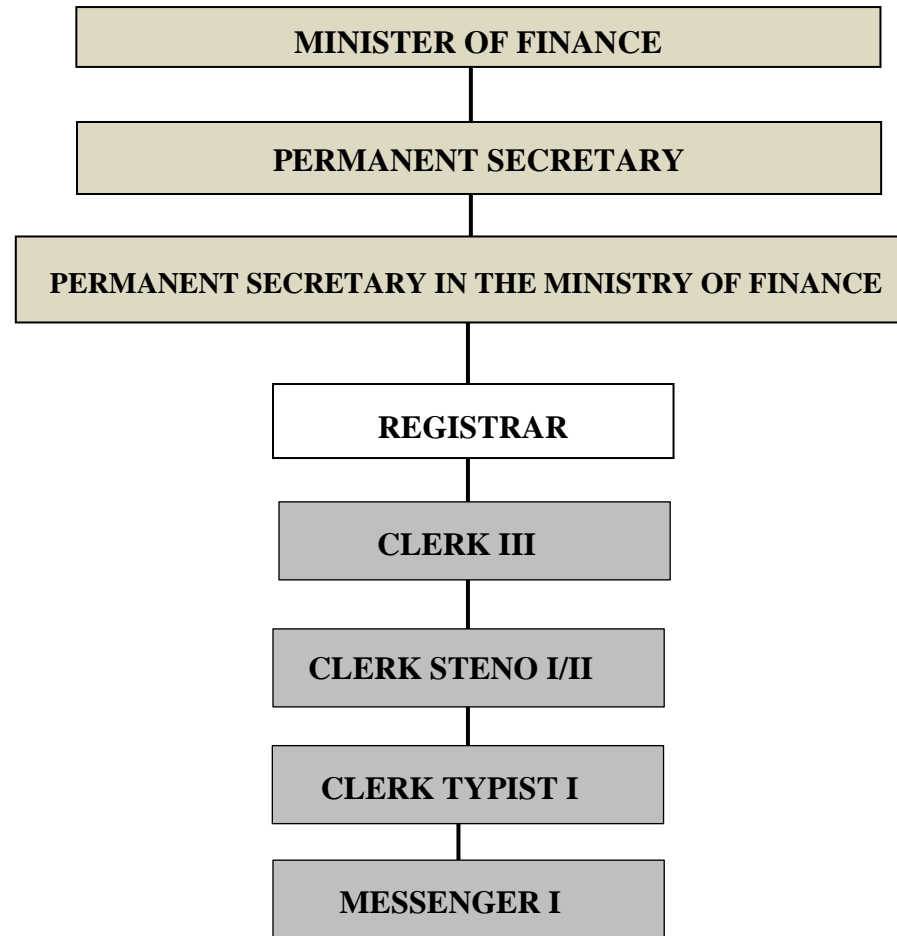 MINISTER OF FINANCE
PERMANENT SECRETARY
PERMANENT SECRETARY IN THE MINISTRY OF FINANCE
REGISTRAR
CLERK III
CLERK STENO I/II
CLERK TYPIST I
MESSENGER I